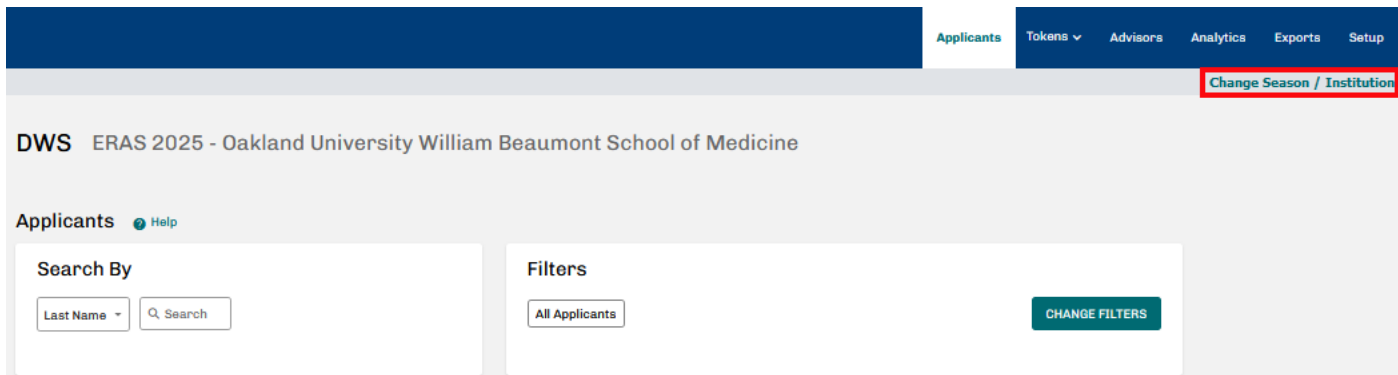 Applicants Tokens Advisors Analytics Exports Setup
Change Season / Institution
DWS ERAS 2025 - Oakland University William Beaumont School of Medicine
Applicants ? Help
Search By
Last Name Search
Filters
All Applicants CHANGE FILTERS